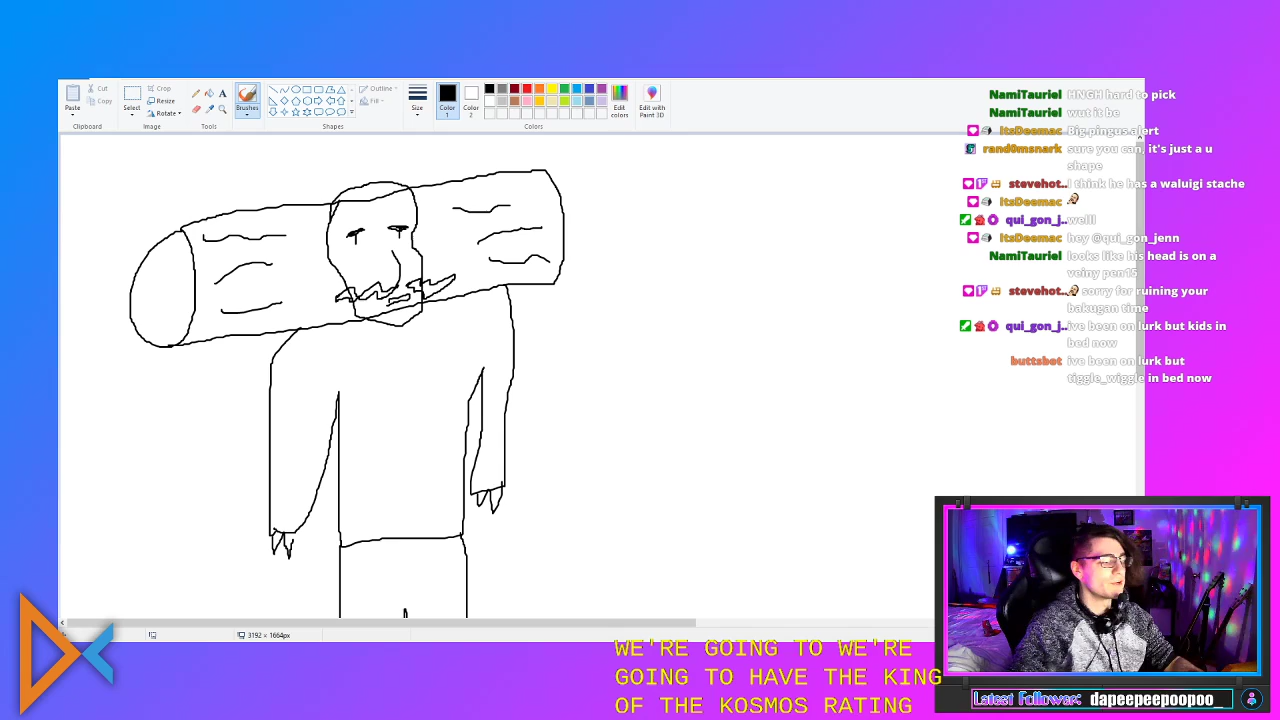 Cut
Copy
Paste
Clipboard
Select
Crop
Resize
Rotate
Image
Tools
Brushes
Outline
Fill
Shapes
Size
Color
1
Color
2
Edit
colors
Colors
Edit with
Paint 3D
NamiTauriel HNGH hard to pick
NamiTauriel wut it be
ItsDeemac Big pingus alert
rand0msnark sure you can, it's just a u
shape
stevehot.. I think he has a waluigi stache
ItsDeemac
qui_gon_j.. welll
ItsDeemac hey @qui_gon_jenn
NamiTauriel looks like his head is on a
veiny pen15
stevehot.. sorry for ruining your
bakugan time
qui_gon_j.. ive been on lurk but kids in
bed now
buttsbot ive been on lurk but
tiggle_wiggle in bed now
3192 × 1664px
WE'RE GOING TO WE'RE
GOING TO HAVE THE KING
OF THE KOSMOS RATING
Latest Follower: dapeepeepoopoo_